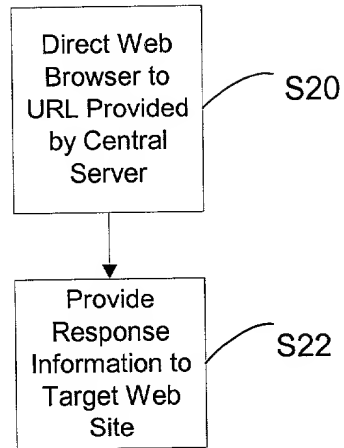 Direct Web
Browser to
URL Provided
by Central
Server
S20
Provide
Response
Information to
Target Web
Site
S22